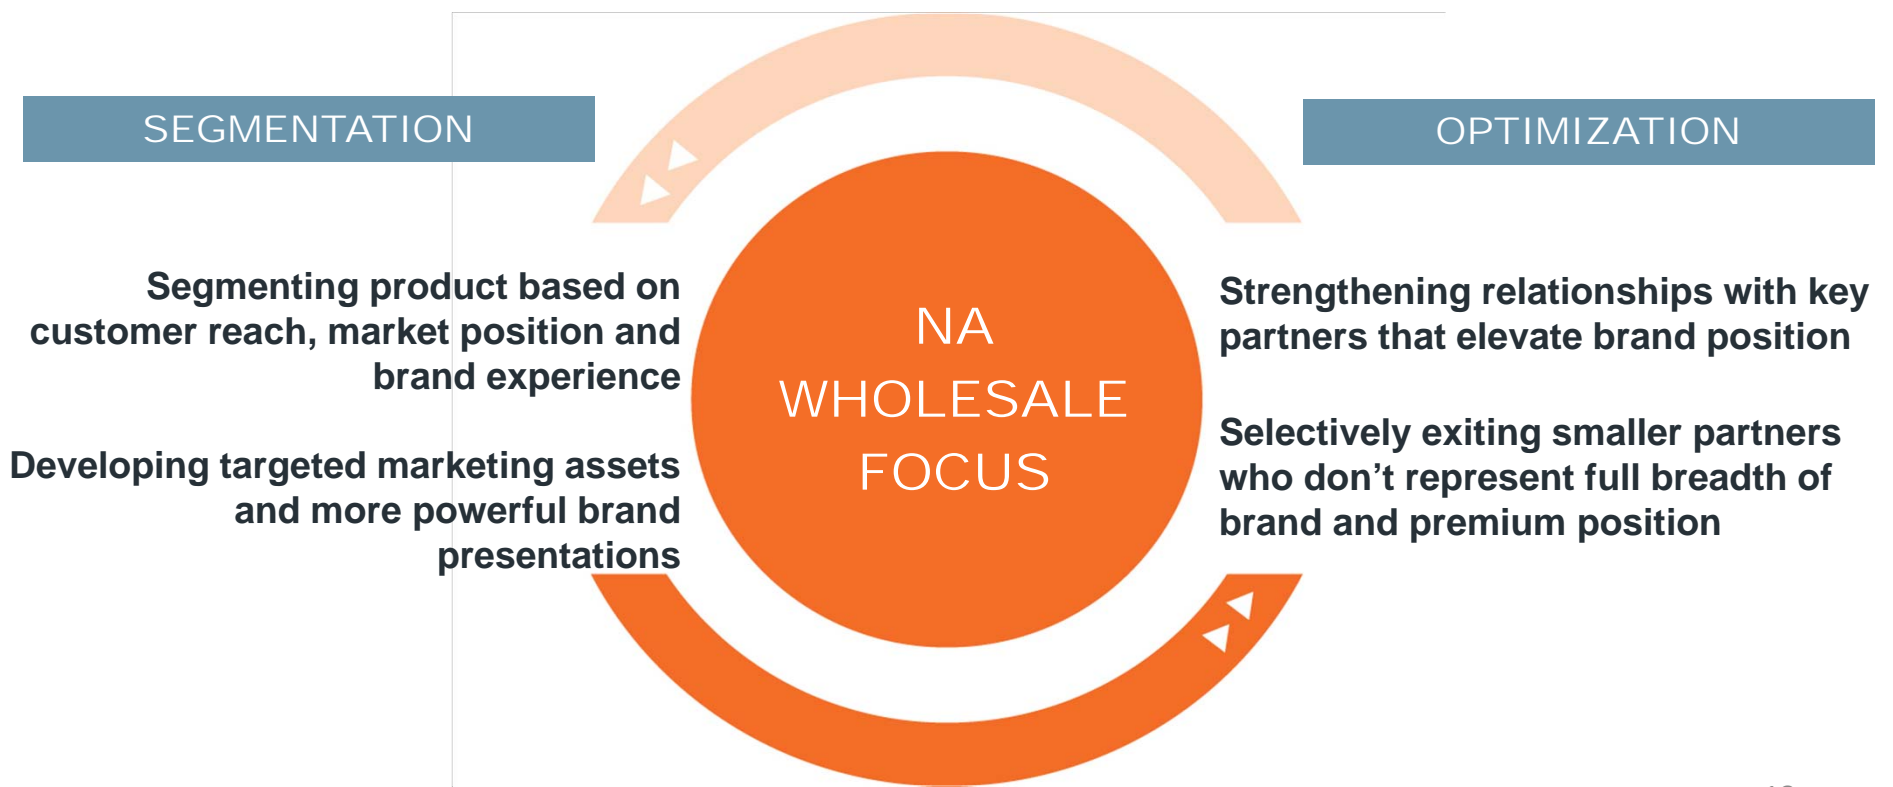 SEGMENTATION
Segmenting product based on
customer reach, market position and
brand experience
Developing targeted marketing assets
and more powerful brand
presentations
NA
WHOLESALE
FOCUS
OPTIMIZATION
Strengthening relationships with key
partners that elevate brand position
Selectively exiting smaller partners
who don’t represent full breadth of
brand and premium position